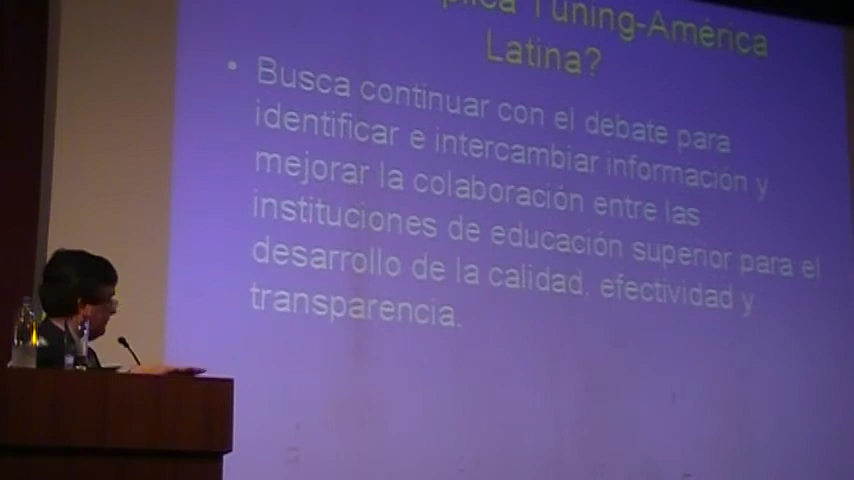 Tuning-América
Latina?
• Busca continuar con el debate para
identificar e intercambiar información y
mejorar la colaboración entre las
instituciones de educación superior para el
desarrollo de la calidad, efectividad y
transparencia.